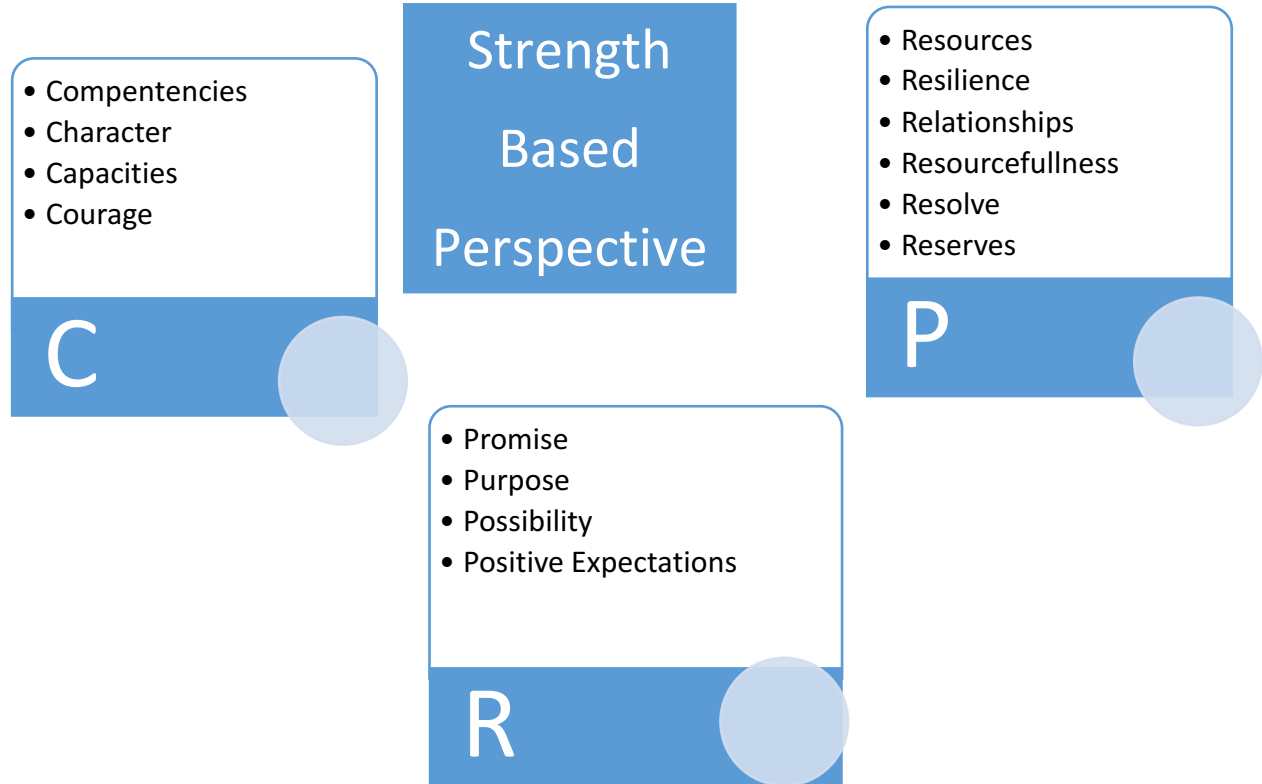 Strength
Based
Perspective
• Compentencies
• Character
• Capacities
• Courage
C
• Resources
• Resilience
• Relationships
• Resourcefullness
• Resolve
• Reserves
P
• Promise
• Purpose
• Possibility
• Positive Expectations
R